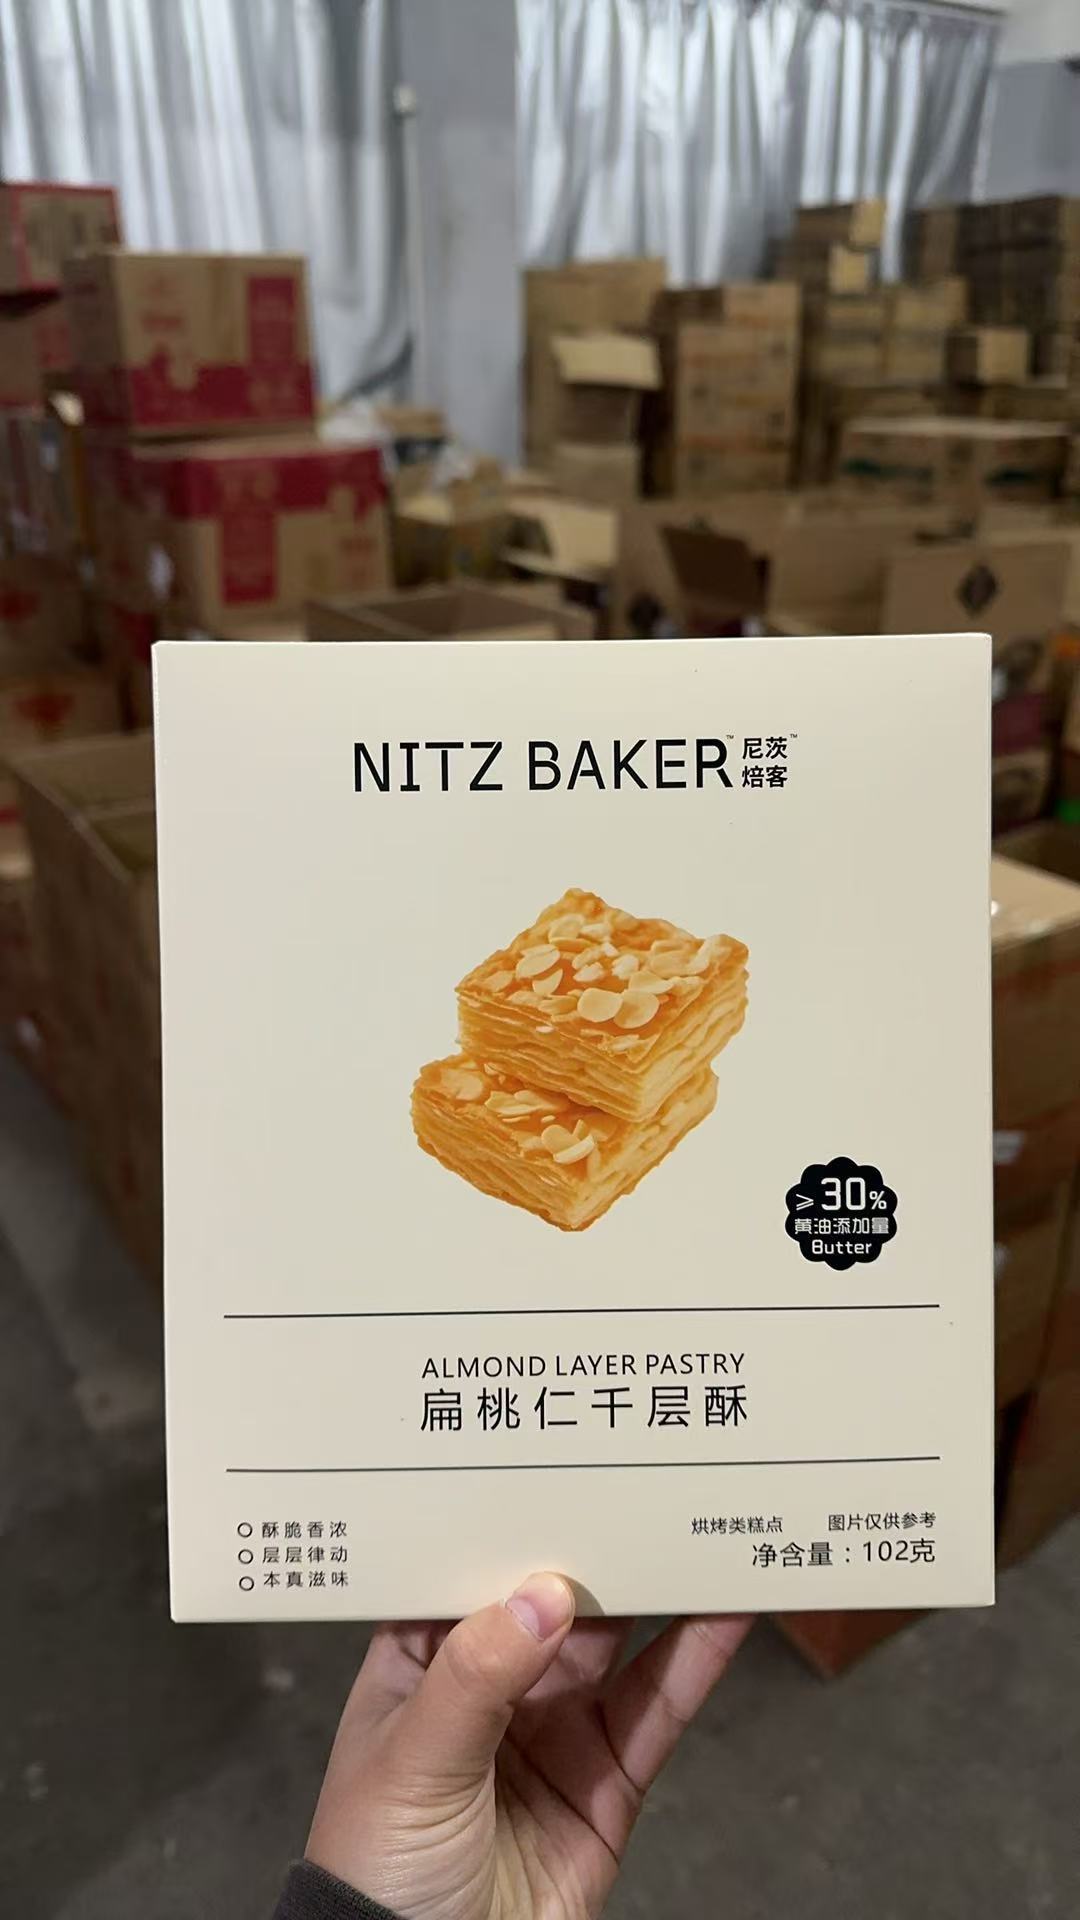 NITZ BAKER™ 尼茨™
焙客
≥30%
黄油添加量
Butter
ALMOND LAYER PASTRY
扁桃仁千层酥
酥脆香浓
层层律动
本真滋味
烘烤类糕点 图片仅供参考
净含量：102克